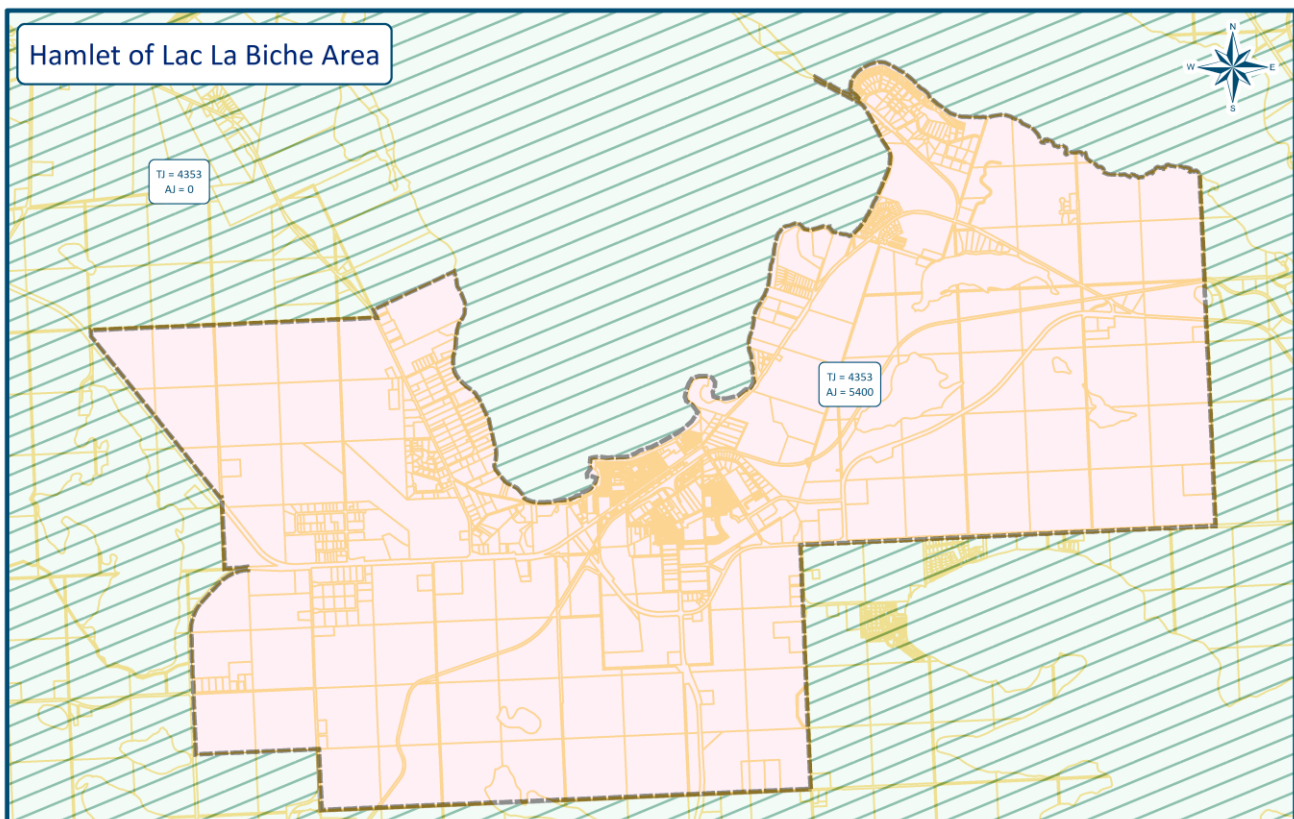 Hamlet of Lac La Biche Area
N
W E
S
TJ = 4353
AJ = 0
TJ = 4353
AJ = 5400